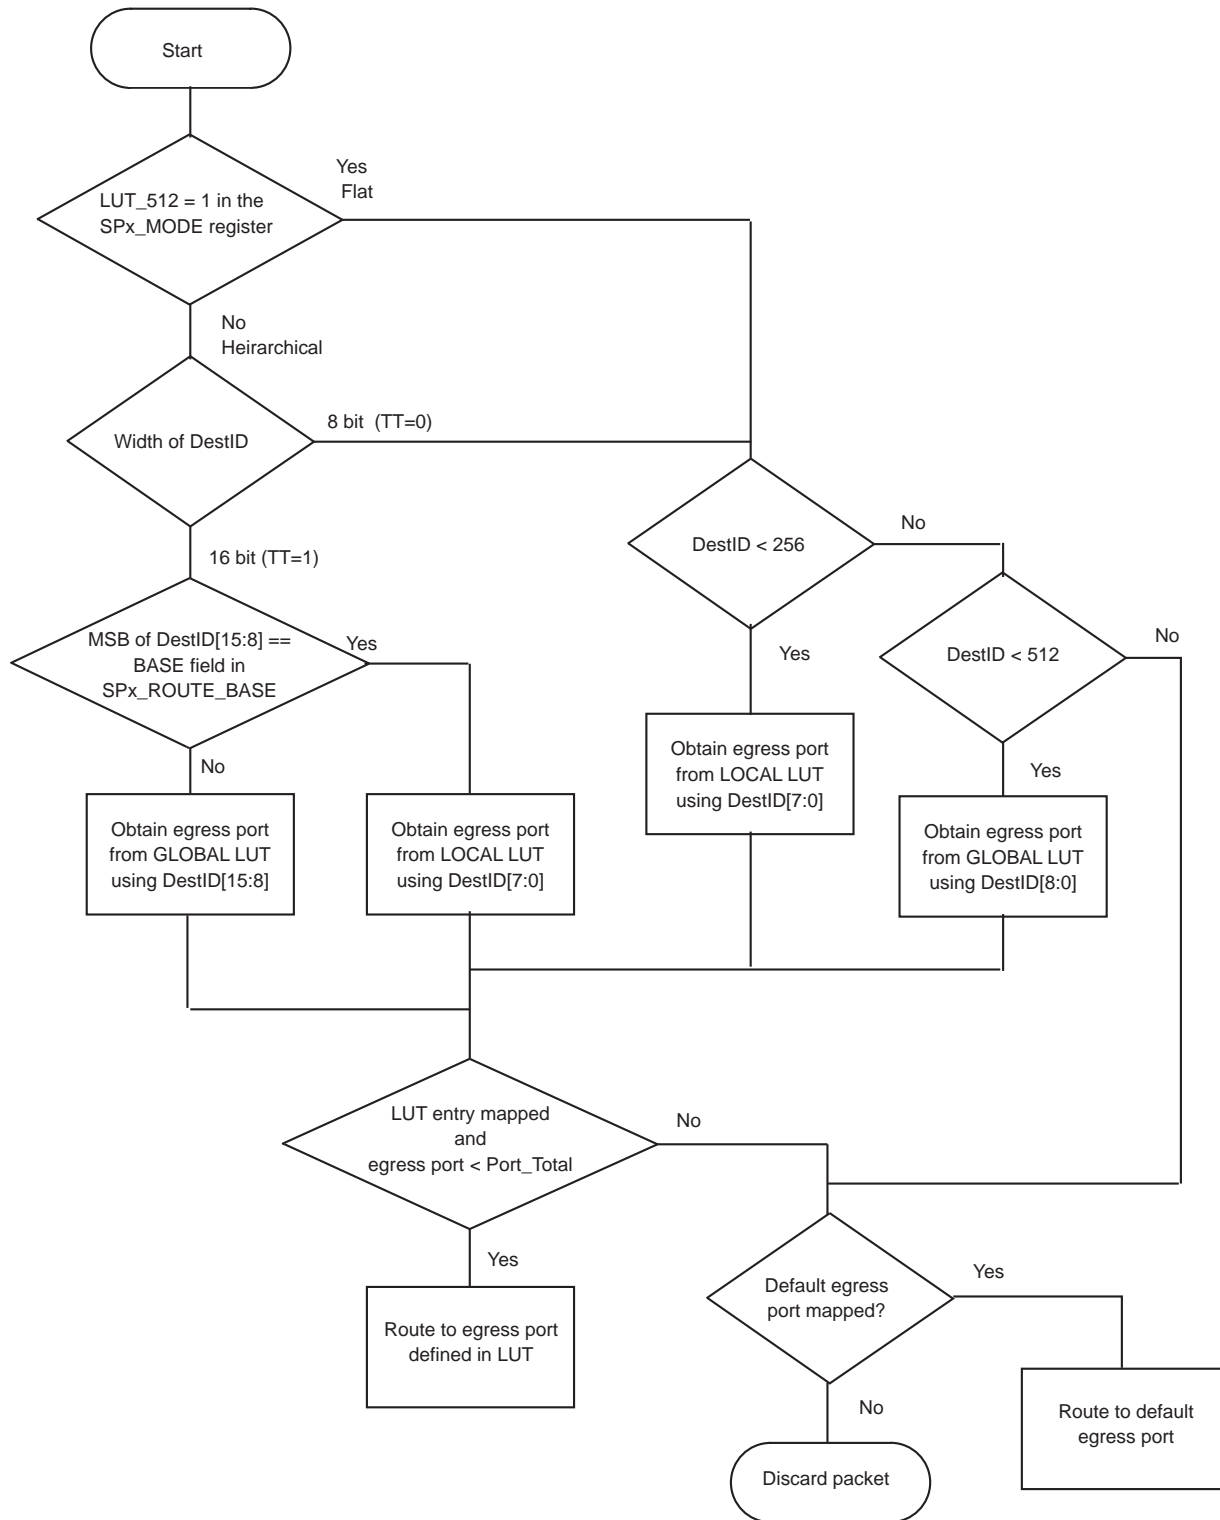 Start
Yes
Flat
LUT_512 = 1 in the
SPx_MODE register
No
Heirarchical
8 bit  (TT=0)
Width of DestID
No
DestID < 256
16 bit (TT=1)
MSB of DestID[15:8] ==
BASE field in
SPx_ROUTE_BASE
Yes
Yes
No
DestID < 512
No
Obtain egress port
from LOCAL LUT
using DestID[7:0]
Yes
Obtain egress port
from GLOBAL LUT
using DestID[15:8]
Obtain egress port
from LOCAL LUT
using DestID[7:0]
Obtain egress port
from GLOBAL LUT
using DestID[8:0]
LUT entry mapped
and
egress port < Port_Total
No
Yes
Default egress
port mapped?
Yes
Route to egress port
defined in LUT
No
Route to default
egress port
Discard packet